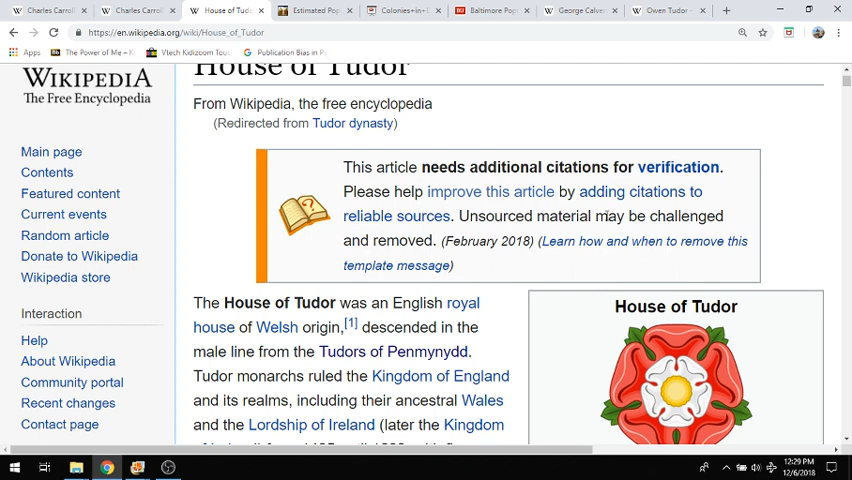 Charles Carroll
Charles Carroll
House of Tud
Estimated Pop
Colonies+in+
Baltimore Pop
George Calve
Owen Tudor -
https://en.wikipedia.org/wiki/House_of_Tudor
Apps
The Power of Me – K
Vtech Kidizoom Touc
Publication Bias in P
WIKIPEDIA
The Free Encyclopedia
Main page
Contents
Featured content
Current events
Random article
Donate to Wikipedia
Wikipedia store
Interaction
Help
About Wikipedia
Community portal
Recent changes
Contact page
House of Tudor
From Wikipedia, the free encyclopedia
(Redirected from Tudor dynasty)
This article needs additional citations for verification.
Please help improve this article by adding citations to
reliable sources. Unsourced material may be challenged
and removed. (February 2018) (Learn how and when to remove this
template message)
The House of Tudor was an English royal
house of Welsh origin,[1] descended in the
male line from the Tudors of Penmynydd.
Tudor monarchs ruled the Kingdom of England
and its realms, including their ancestral Wales
and the Lordship of Ireland (later the Kingdom
House of Tudor
12:29 PM
12/6/2018